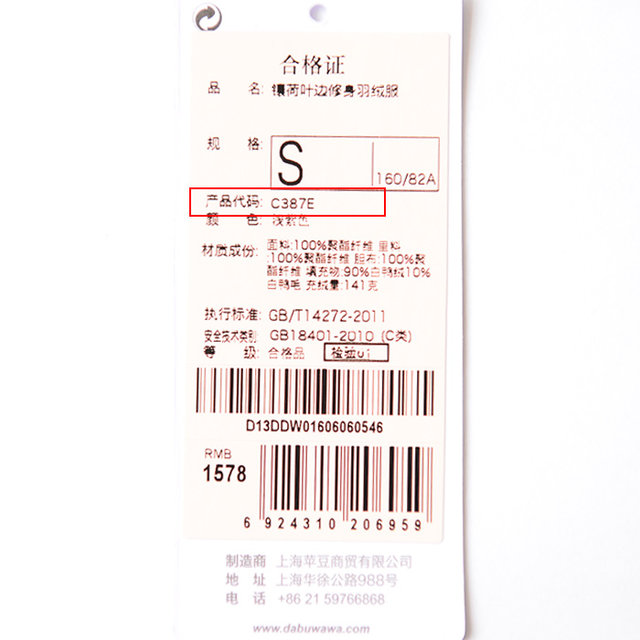 合格证
品 名: 镶荷叶边修身羽绒服
规 格: S 160/82A
产品代码: C387E
颜 色: 浅紫色
材质成份: 面料:100%聚酯纤维 里料
:100%聚酯纤维 胆布:100%聚
酯纤维 填充物:90%白鸭绒10%
白鸭毛 充绒量:141克
执行标准: GB/T14272-2011
安全技术类别: GB18401-2010 (C类)
等 级: 合格品 检验01
D13DDW01606060546
RMB
1578
6 924310 206959
制造商 上海苹豆商贸有限公司
地 址 上海华徐公路988号
电 话 +86 21 59766868
www.dabuwawa.com